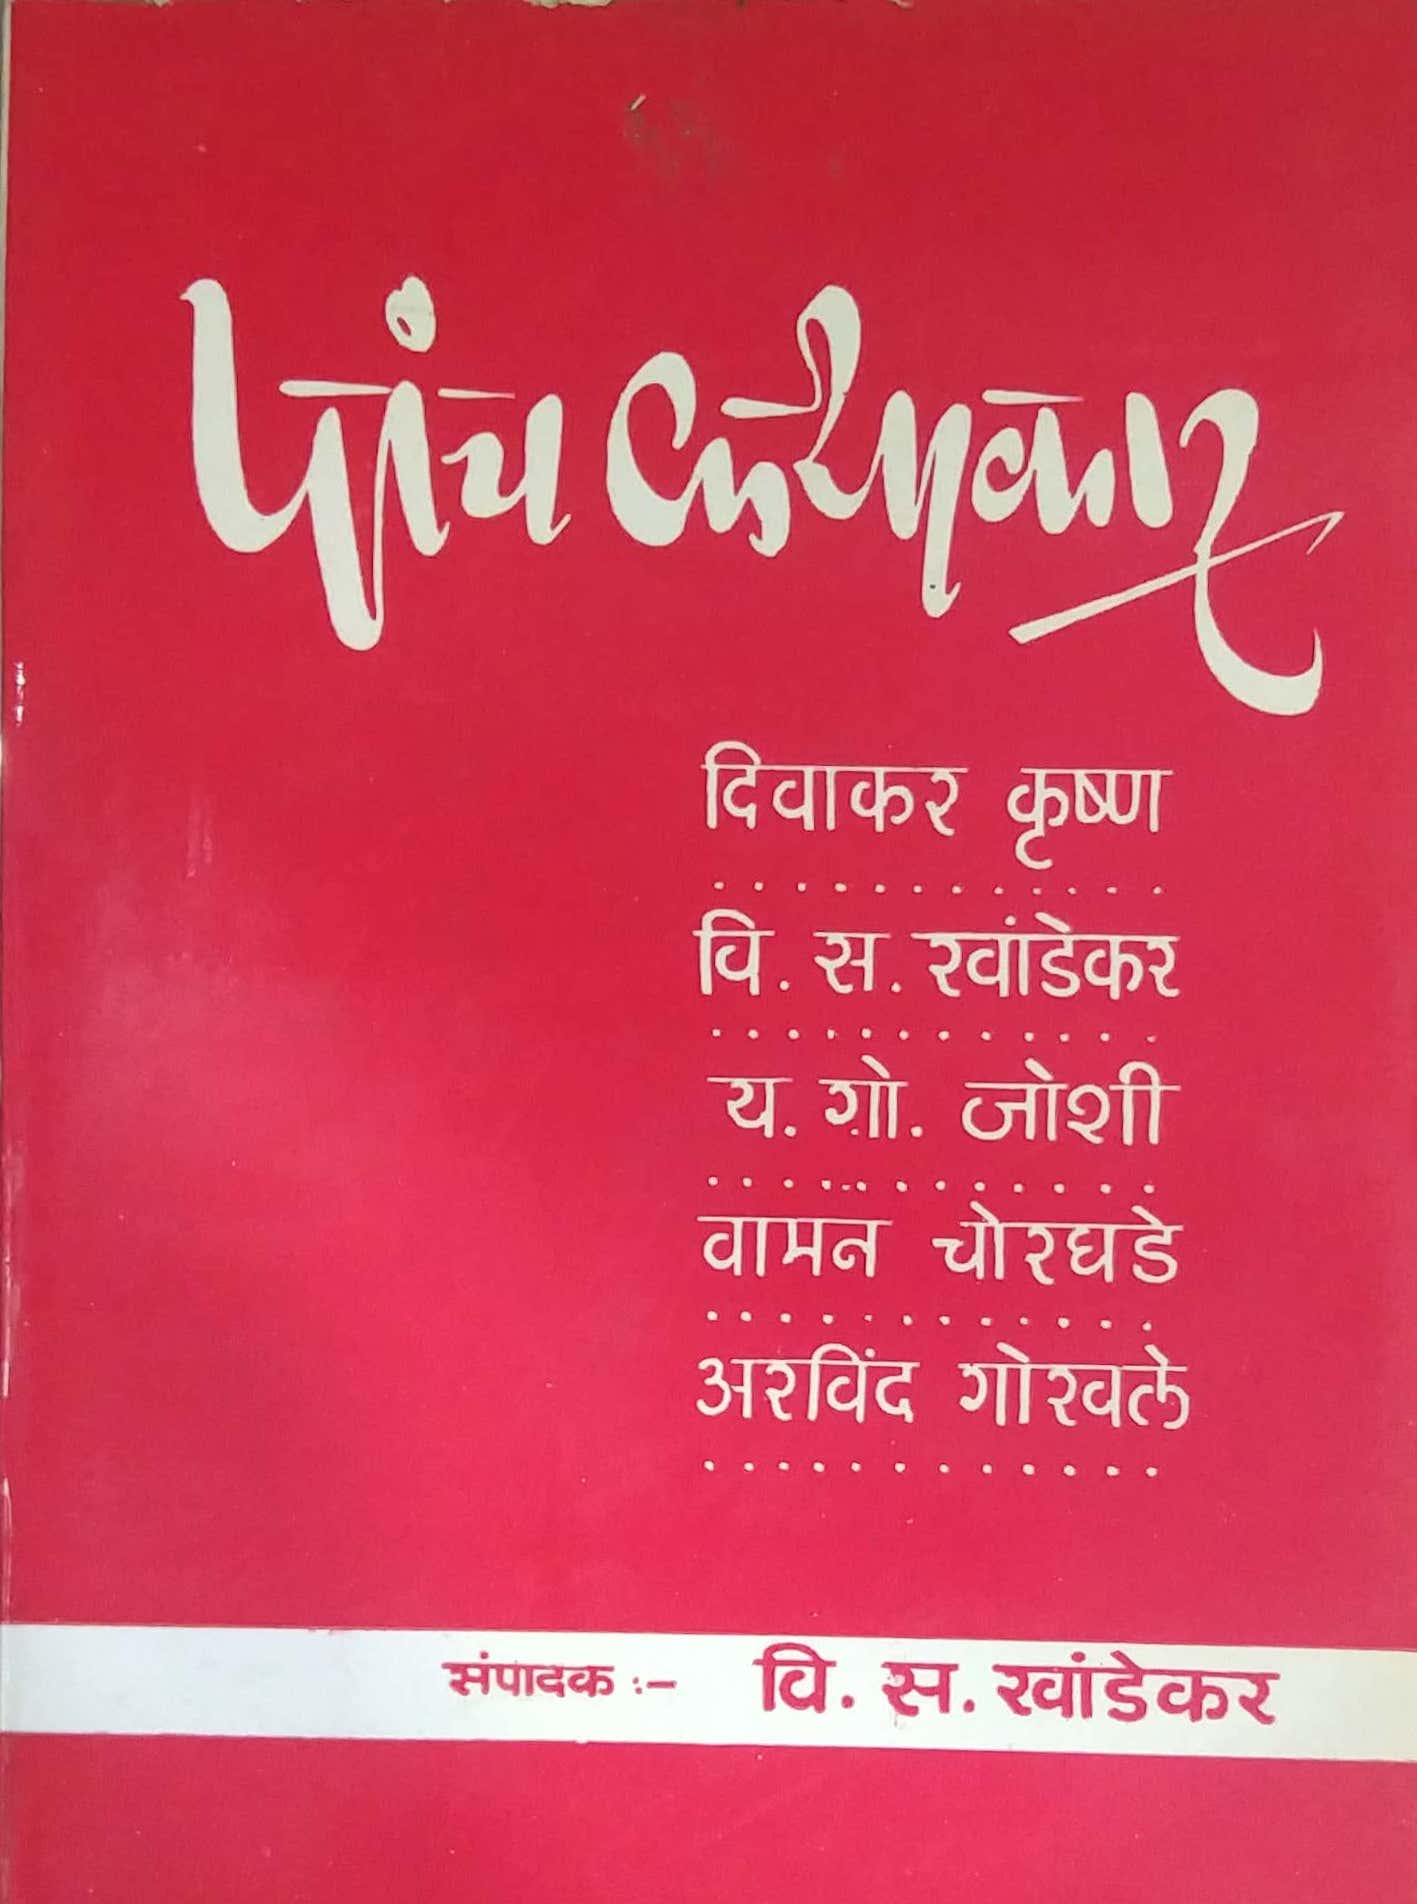 पांच कथाकार
दिवाकर कृष्ण
वि. स. खांडेकर
य. गो. जोशी
वामन चोरघडे
अरविंद गोखले
संपादक :- वि. स. खांडेकर